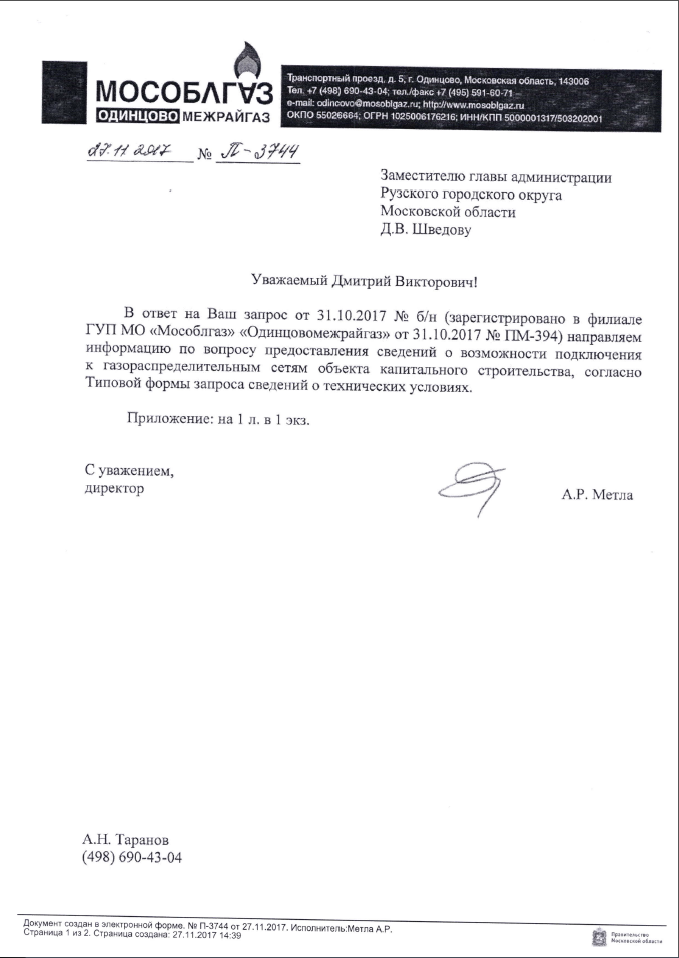 МОСОБЛГАЗ
ОДИНЦОВО МЕЖРАЙГАЗ
Транспортный проезд, д. 5, г. Одинцово, Московская область, 143006
Тел. +7 (498) 690-43-04; тел./факс +7 (495) 591-60-71
e-mail: odincovo@mosoblgaz.ru; http://www.mosoblgaz.ru
ОКПО 55026664; ОГРН 1025006176216; ИНН/КПП 5000001317/503202001
27.11.2017 № П-3744
Заместителю главы администрации
Рузского городского округа
Московской области
Д.В. Шведову
Уважаемый Дмитрий Викторович!
В ответ на Ваш запрос от 31.10.2017 № б/н (зарегистрировано в филиале
ГУП МО «Мособлгаз» «Одинцовомежрайгаз» от 31.10.2017 № ПМ-394) направляем
информацию по вопросу предоставления сведений о возможности подключения
к газораспределительным сетям объекта капитального строительства, согласно
Типовой формы запроса сведений о технических условиях.
Приложение: на 1 л. в 1 экз.
С уважением,
директор
А.Р. Метла
А.Н. Таранов
(498) 690-43-04
Документ создан в электронной форме. № П-3744 от 27.11.2017. Исполнитель:Метла А.Р.
Страница 1 из 2. Страница создана: 27.11.2017 14:39
Правительство
Московской области